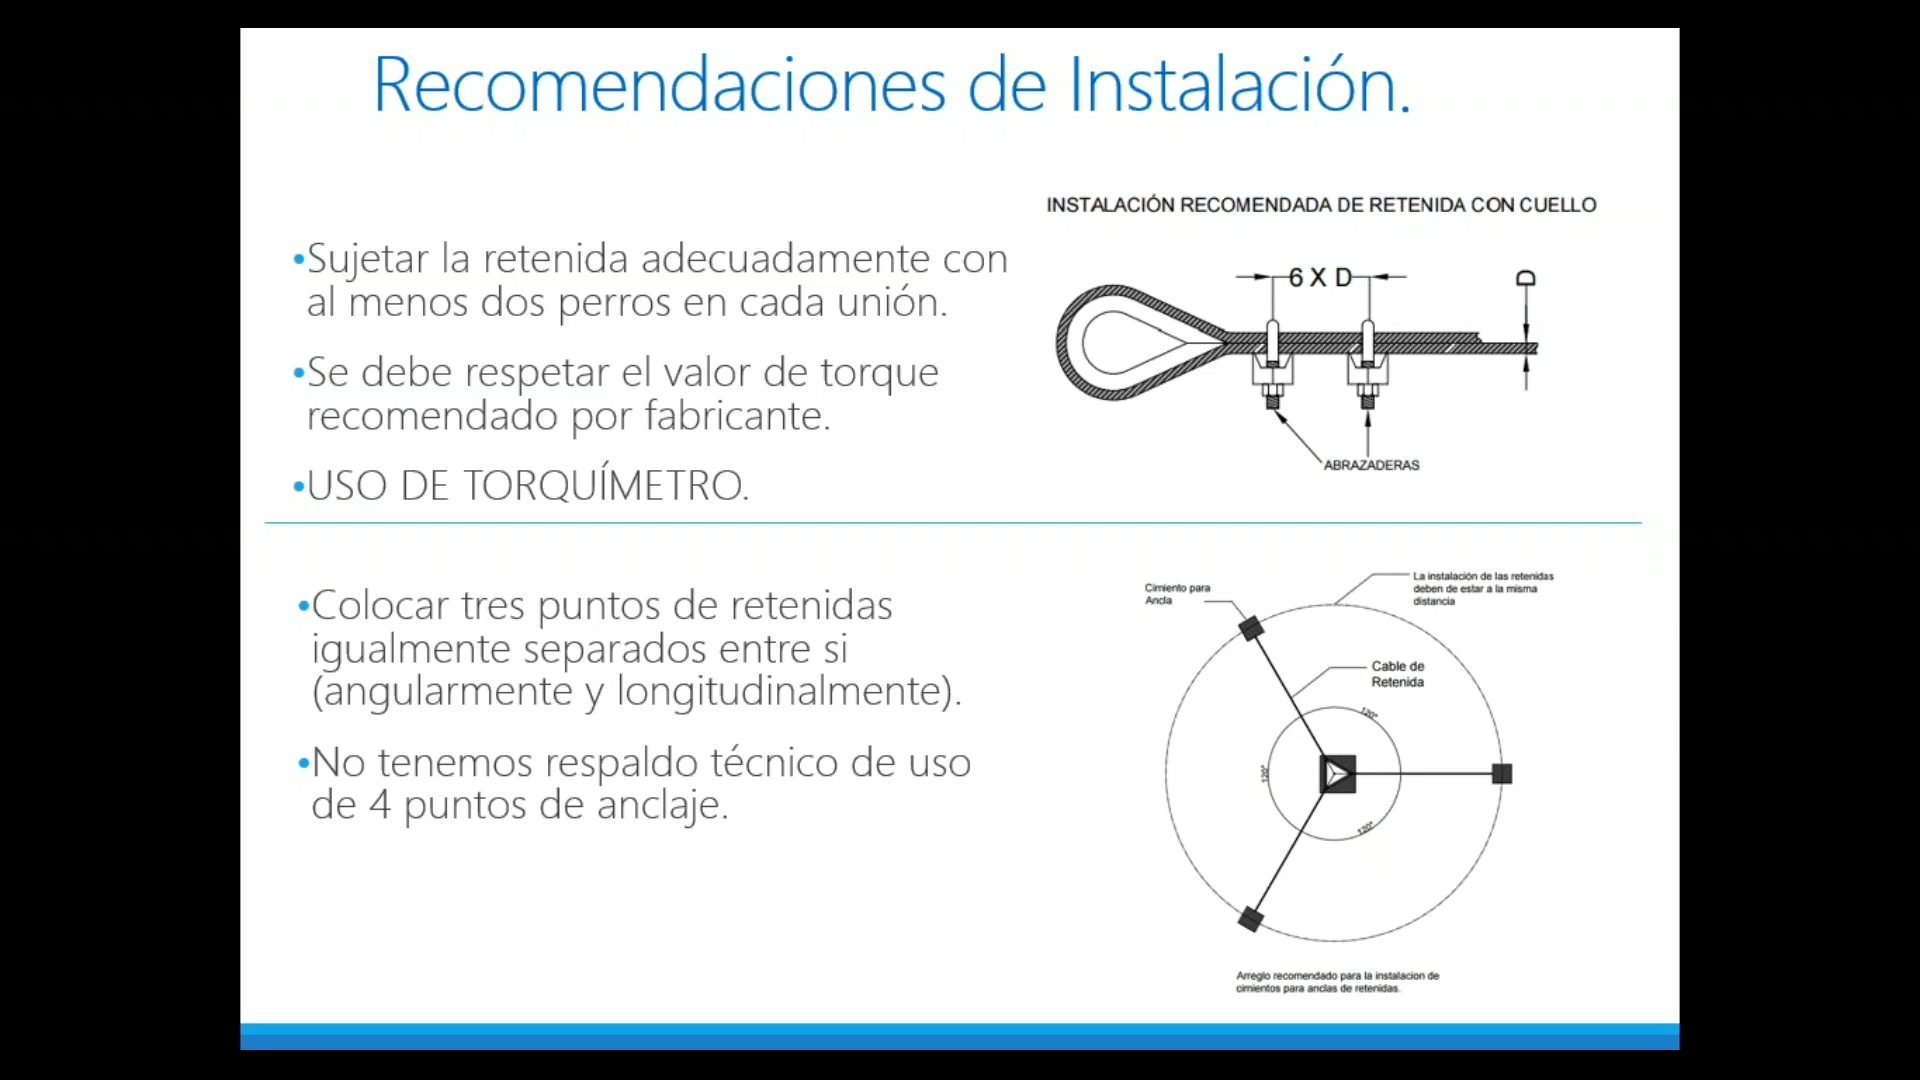 Recomendaciones de Instalación.
INSTALACIÓN RECOMENDADA DE RETENIDA CON CUELLO
•Sujetar la retenida adecuadamente con
al menos dos perros en cada unión.
•Se debe respetar el valor de torque
recomendado por fabricante.
•USO DE TORQUÍMETRO.
6 X D
D
ABRAZADERAS
•Colocar tres puntos de retenidas
igualmente separados entre si
(angularmente y longitudinalmente).
•No tenemos respaldo técnico de uso
de 4 puntos de anclaje.
Cimiento para
Ancla
La instalación de las retenidas
deben de estar a la misma
distancia
Cable de
Retenida
120°
120°
120°
Arreglo recomendado para la instalacion de
cimientos para anclas de retenidas.